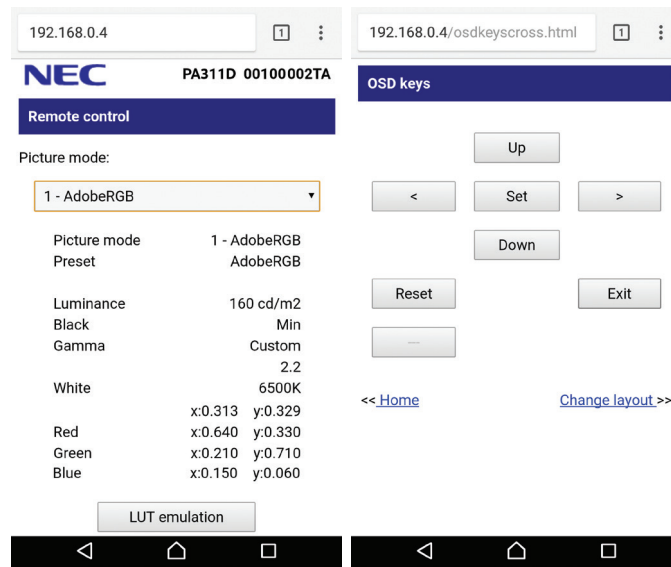 192.168.0.4
1
NEC
PA311D 00100002TA
Remote control
Picture mode:
1 - AdobeRGB
Picture mode 1 - AdobeRGB
Preset AdobeRGB
Luminance 160 cd/m2
Black Min
Gamma Custom
2.2
White 6500K
x:0.313 y:0.329
Red x:0.640 y:0.330
Green x:0.210 y:0.710
Blue x:0.150 y:0.060
LUT emulation
192.168.0.4/osdkeyscross.html
1
OSD keys
Up
< Set >
Down
Reset Exit
—
<< Home Change layout >>